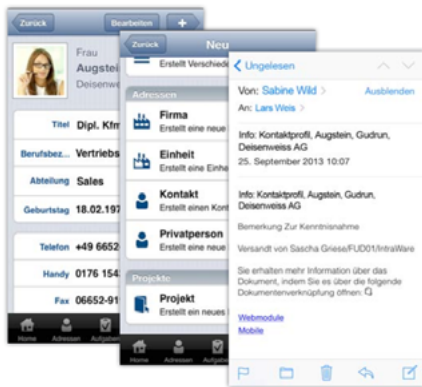 Zurück
Bearbeiten
+
Frau
Augstei
Deisenwe
Titel Dipl. Kfm
Berufsbez... Vertriebs
Abteilung Sales
Geburtstag 18.02.197
Telefon +49 6652
Handy 0176 154
Fax 06652-91
Home Adressen Aufgaben
Zurück Neu
Erstellt Verschiede
Adressen
Firma
Erstellt eine neue
Einheit
Erstellt eine Einhe
Kontakt
Erstellt einen Kont
Privatperson
Erstellt eine neue
Projekte
Projekt
Erstellt ein neues
Home Adressen Aufgabe
Ungelesen
Von: Sabine Wild
Ausblenden
An: Lars Weis
Info: Kontaktprofil, Augstein, Gudrun,
Deisenweiss AG
25. September 2013 10:07
Info: Kontaktprofil, Augstein, Gudrun,
Deisenweiss AG
Bemerkung Zur Kenntnisnahme
Versandt von Sascha Griese/FUD01/IntraWare
Sie erhalten mehr Information über das
Dokument, indem Sie es über die folgende
Dokumentenverknüpfung öffnen:
Webmodule
Mobile